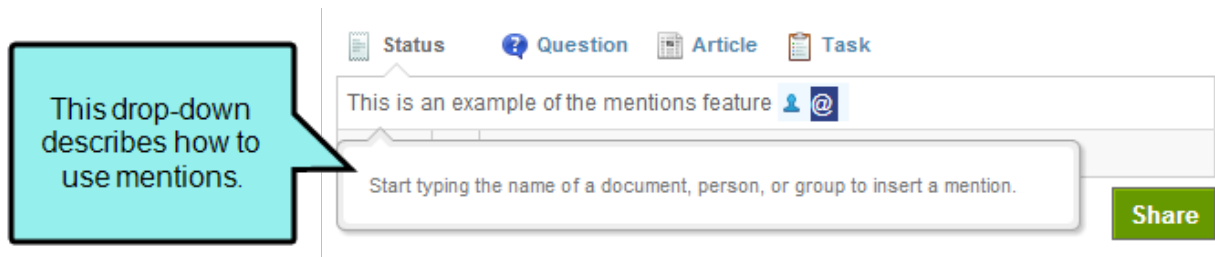 Status Question Article Task
This is an example of the mentions feature @
This drop-down
describes how to
use mentions.
Start typing the name of a document, person, or group to insert a mention.
Share